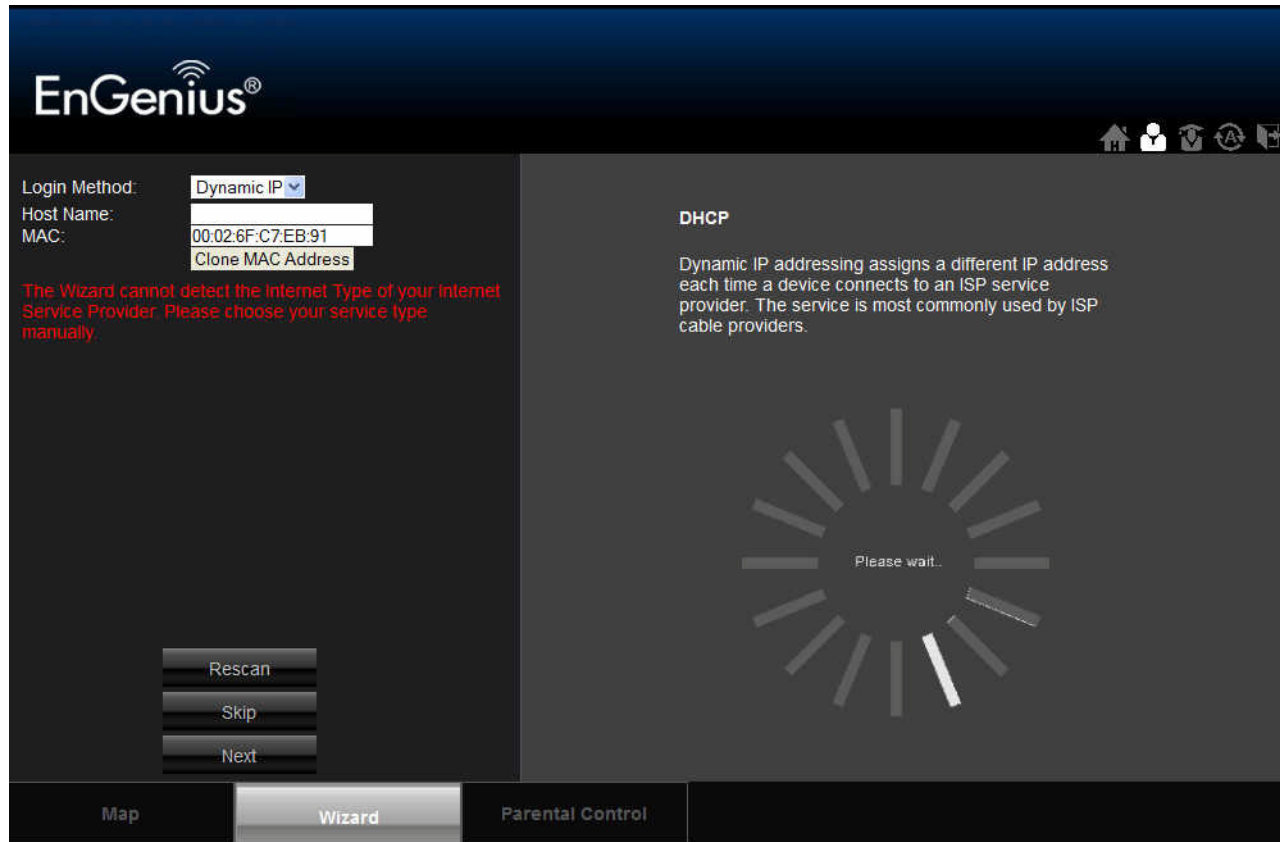 EnGenius®
Login Method: Dynamic IP
Host Name:
MAC: 00:02:6F:C7:EB:91
Clone MAC Address
The Wizard cannot detect the Internet Type of your Internet
Service Provider. Please choose your service type
manually.
Rescan
Skip
Next
DHCP
Dynamic IP addressing assigns a different IP address
each time a device connects to an ISP service
provider. The service is most commonly used by ISP
cable providers.
Please wait..
Map
Wizard
Parental Control